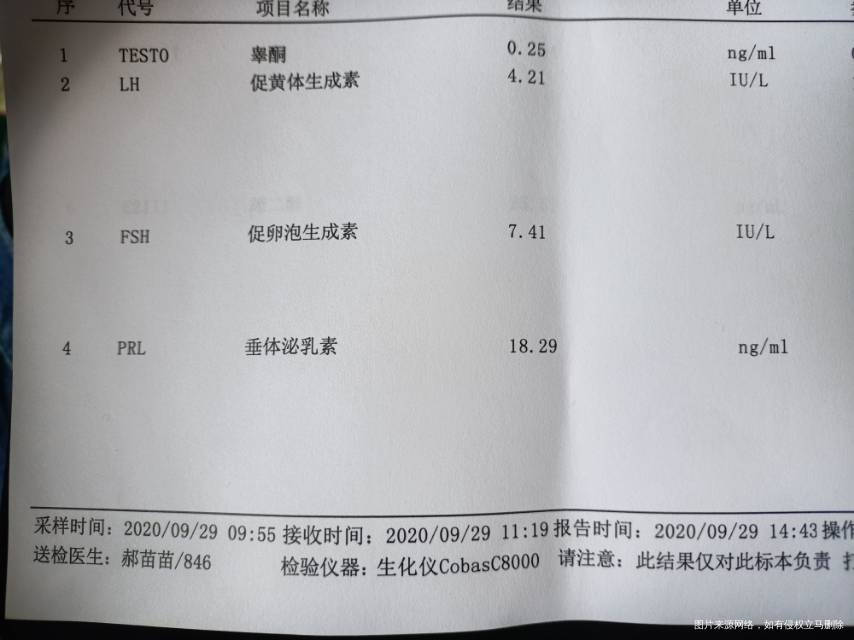 序 代号 项目名称 结果 单位
1 TESTO 睾酮 0.25 ng/ml
2 LH 促黄体生成素 4.21 IU/L
3 FSH 促卵泡生成素 7.41 IU/L
4 PRL 垂体泌乳素 18.29 ng/ml
采样时间: 2020/09/29 09:55 接收时间: 2020/09/29 11:19 报告时间: 2020/09/29 14:43 操作
送检医生: 郝苗苗/846 检验仪器: 生化仪CobasC8000 请注意: 此结果仅对此标本负责
图片来源网络，如有侵权立马删除